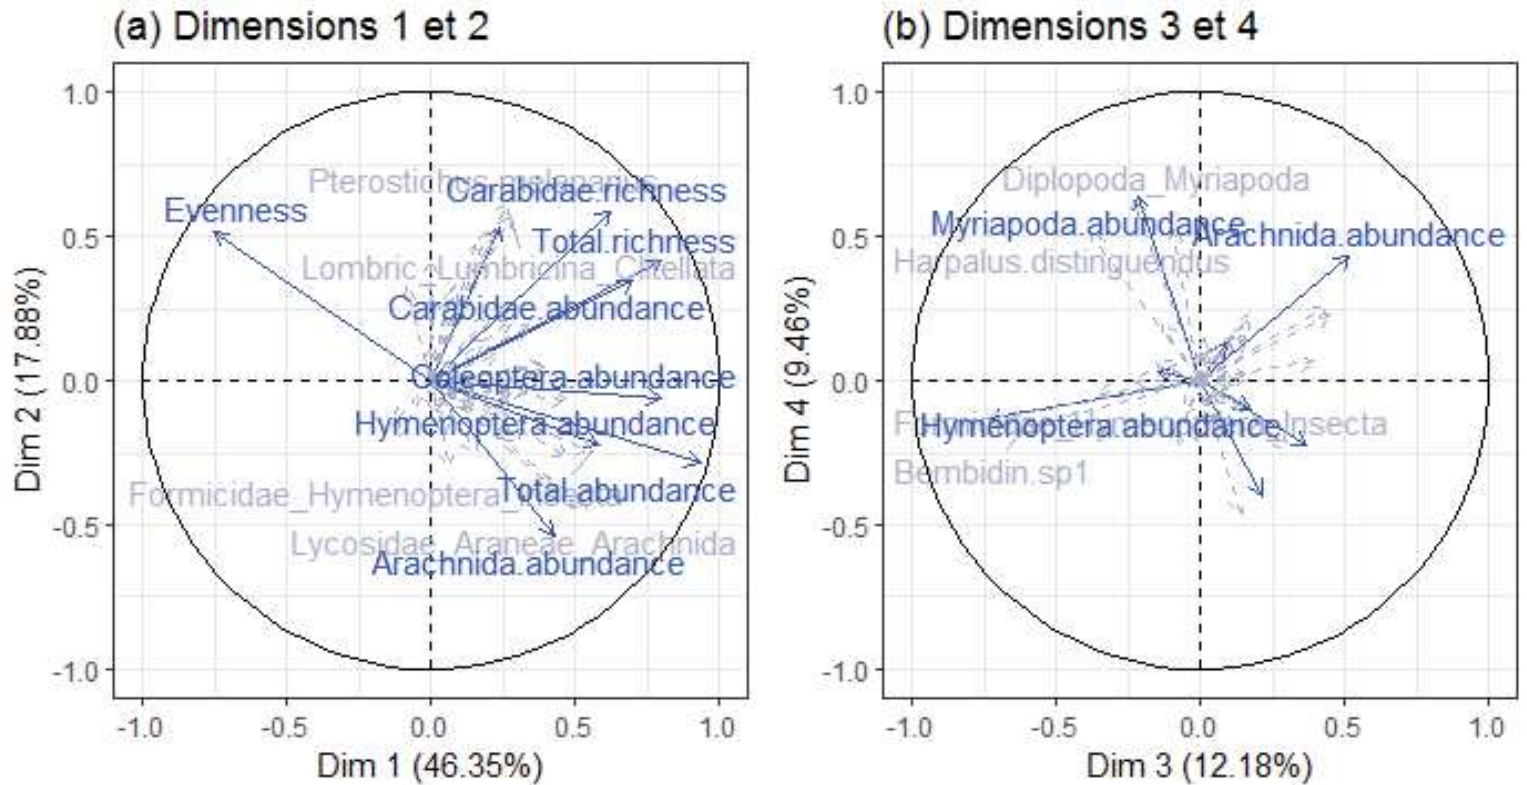 (a) Dimensions 1 et 2
1.0
0.5
0.0
-0.5
-1.0
Dim 2 (17.88%)
Pterostichus.melanarius
Carabidae.richness
Evenness
Total.richness
Lombric_Lumbricina_Clitellata
Carabidae.abundance
Coleoptera.abundance
Hymenoptera.abundance
Formicidae_Hymenoptera_Insecta
Total.abundance
Lycosidae_Araneae_Arachnida
Arachnida.abundance
-1.0 -0.5 0.0 0.5 1.0
Dim 1 (46.35%)
(b) Dimensions 3 et 4
1.0
0.5
0.0
-0.5
-1.0
Dim 4 (9.46%)
Diplopoda_Myriapoda
Myriapoda.abundance
Arachnida.abundance
Harpalus.distinguendus
Formicidae_Hymenoptera_Insecta
Hymenoptera.abundance
Bembidin.sp1
-1.0 -0.5 0.0 0.5 1.0
Dim 3 (12.18%)